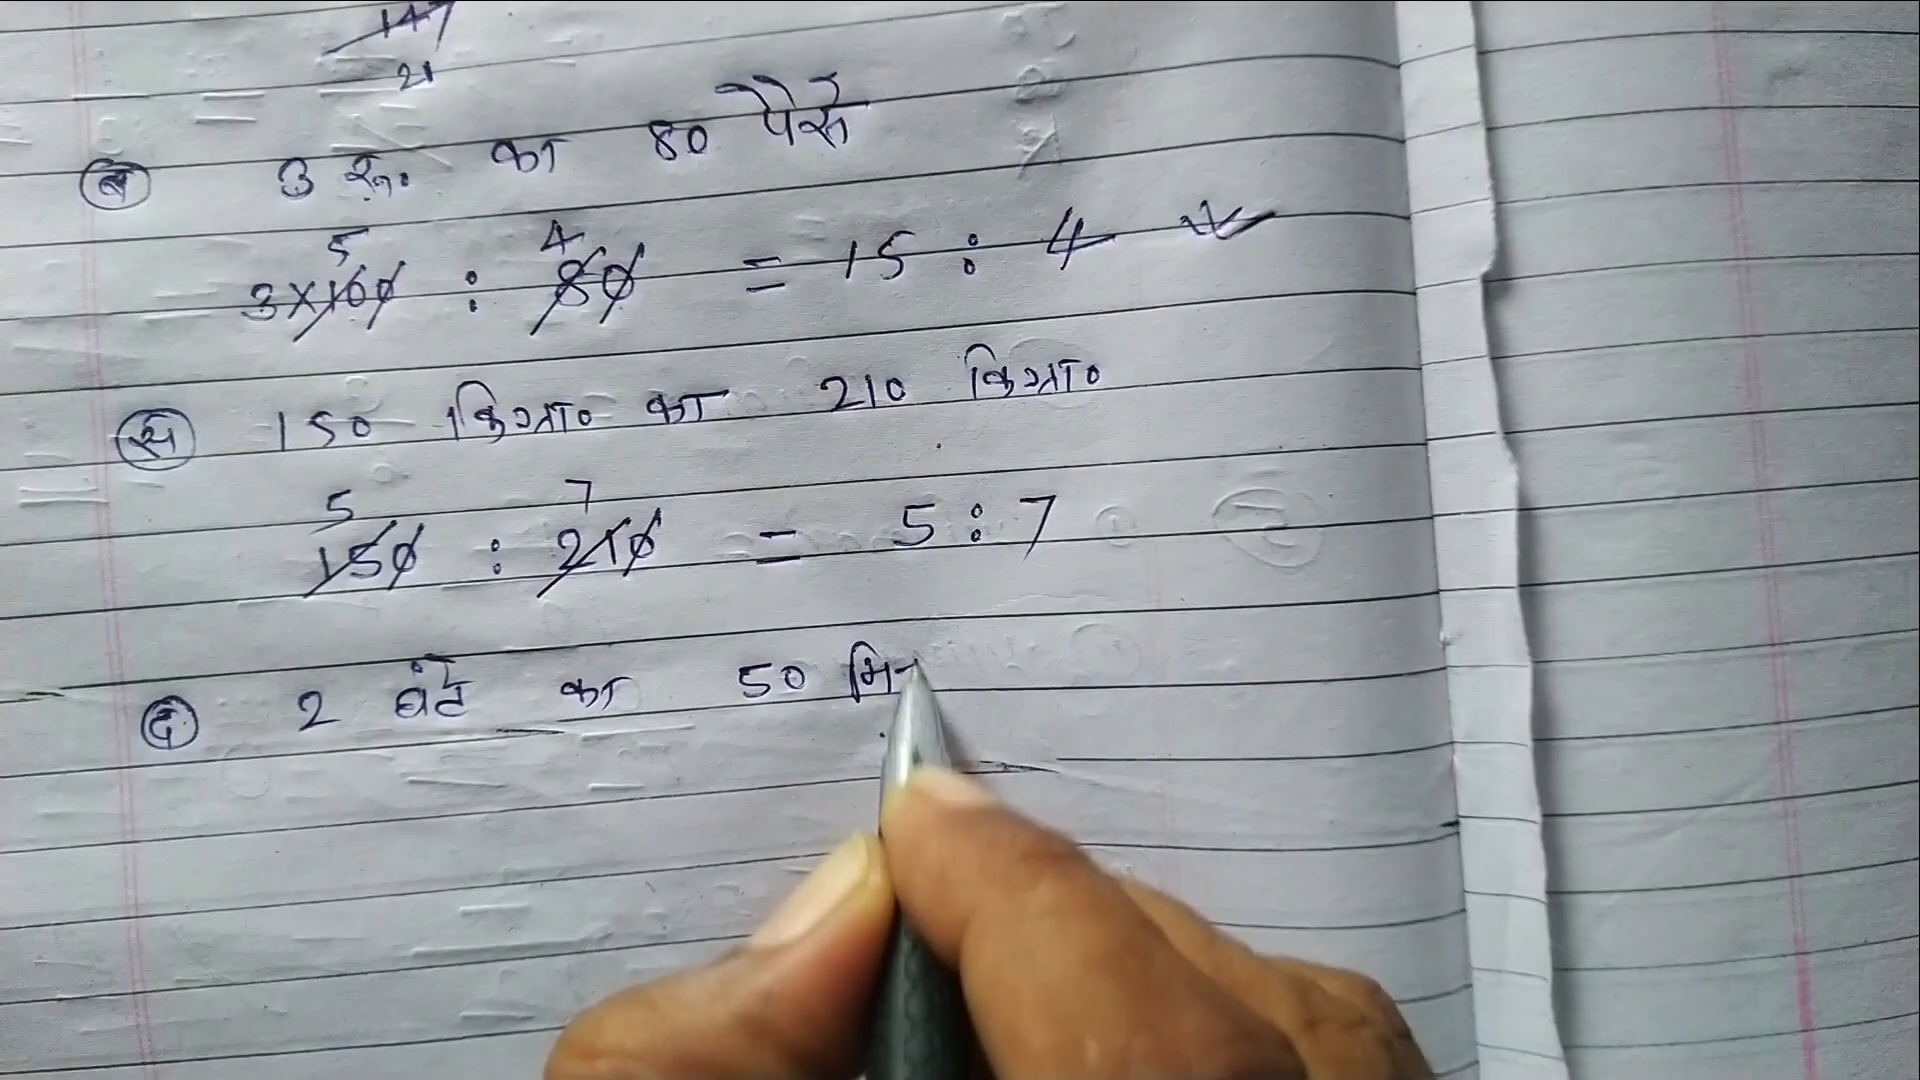 147
21
(ब) 3 रु. का 80 पैसे
5 4
3×100 : 80 = 15 : 4
(स) 150 किग्रा० का 210 किग्रा०
5 7
150 : 210 = 5 : 7
(द) 2 घंटे का 50